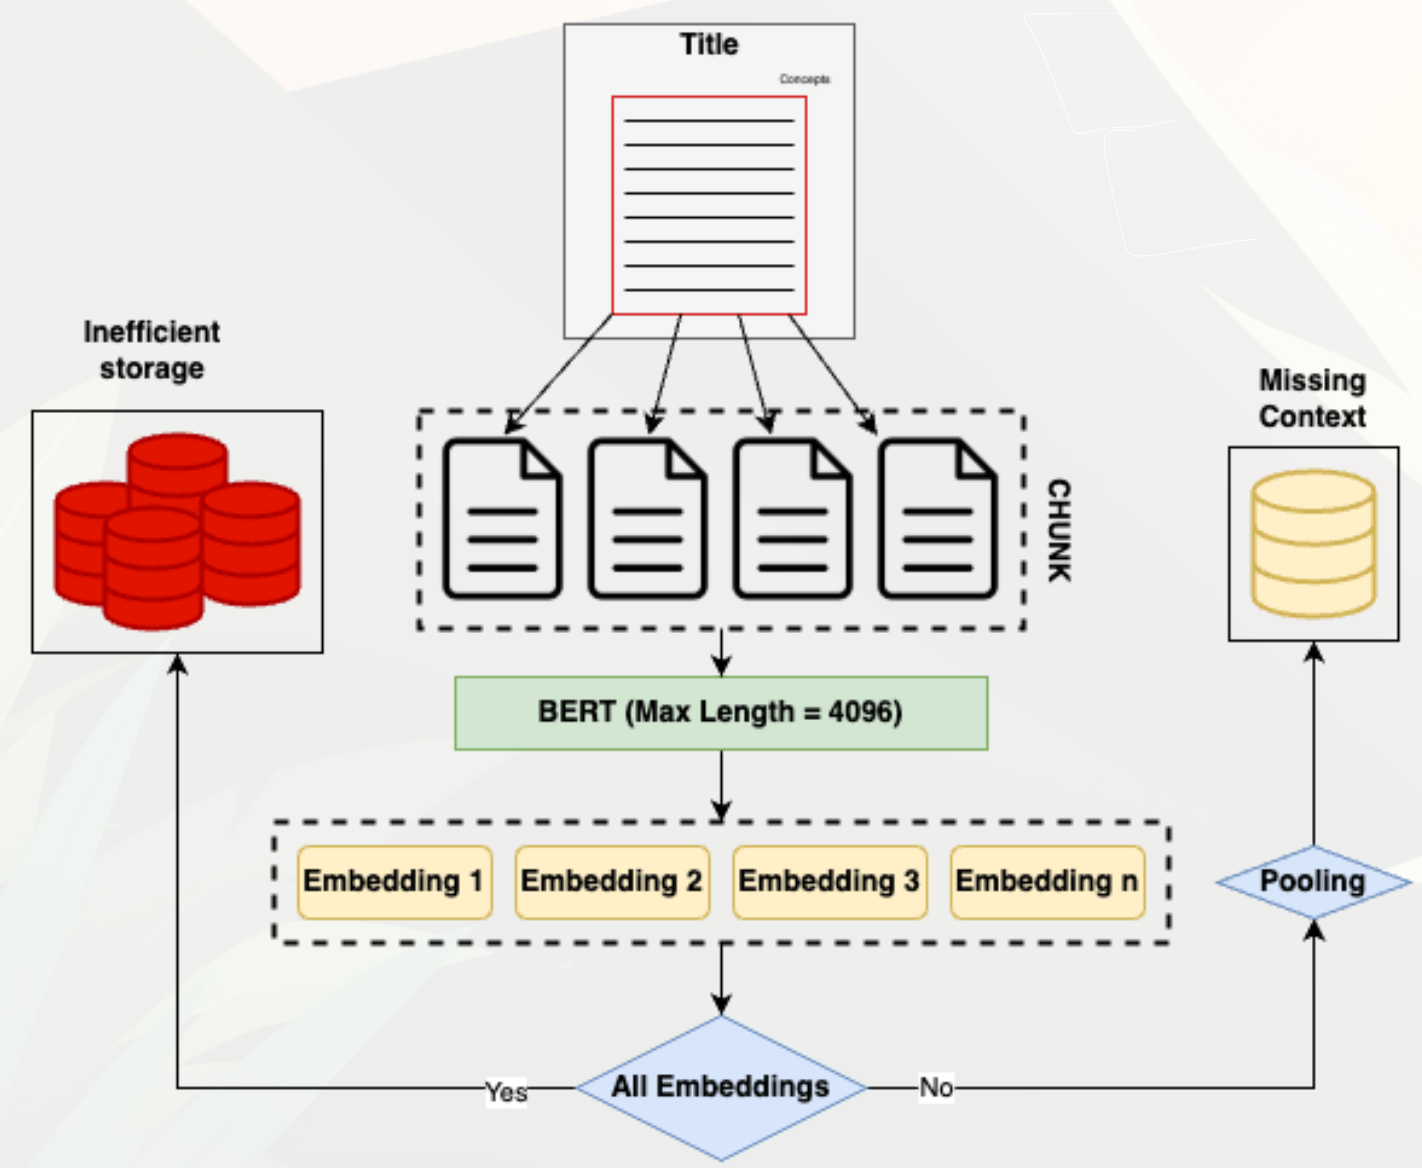 Title
Concepts
Inefficient
storage
Missing
Context
CHUNK
BERT (Max Length = 4096)
Embedding 1
Embedding 2
Embedding 3
Embedding n
Pooling
All Embeddings
Yes
No